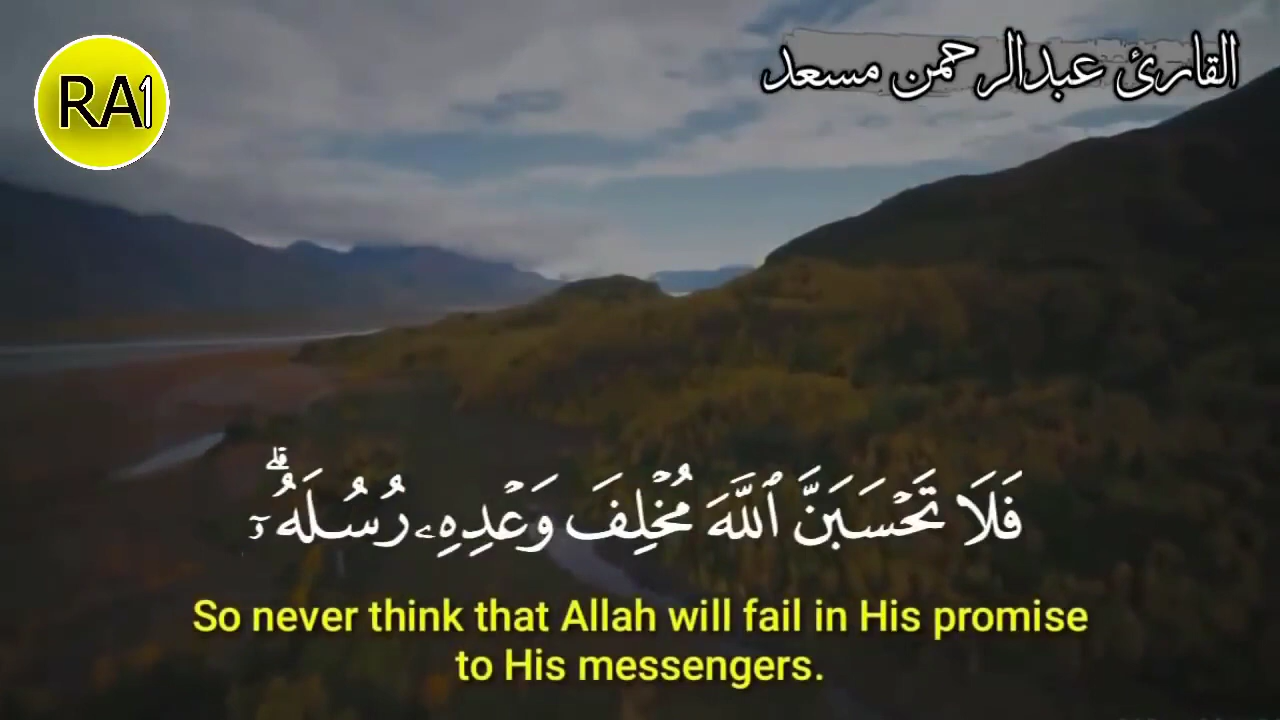 RA1
القارئ عبدالرحمن مسعد
فَلَا تَحْسَبَنَّ ٱللَّهَ مُخْلِفَ وَعْدِهِۦ رُسُلَهُۥٓ ۗ
So never think that Allah will fail in His promise
to His messengers.